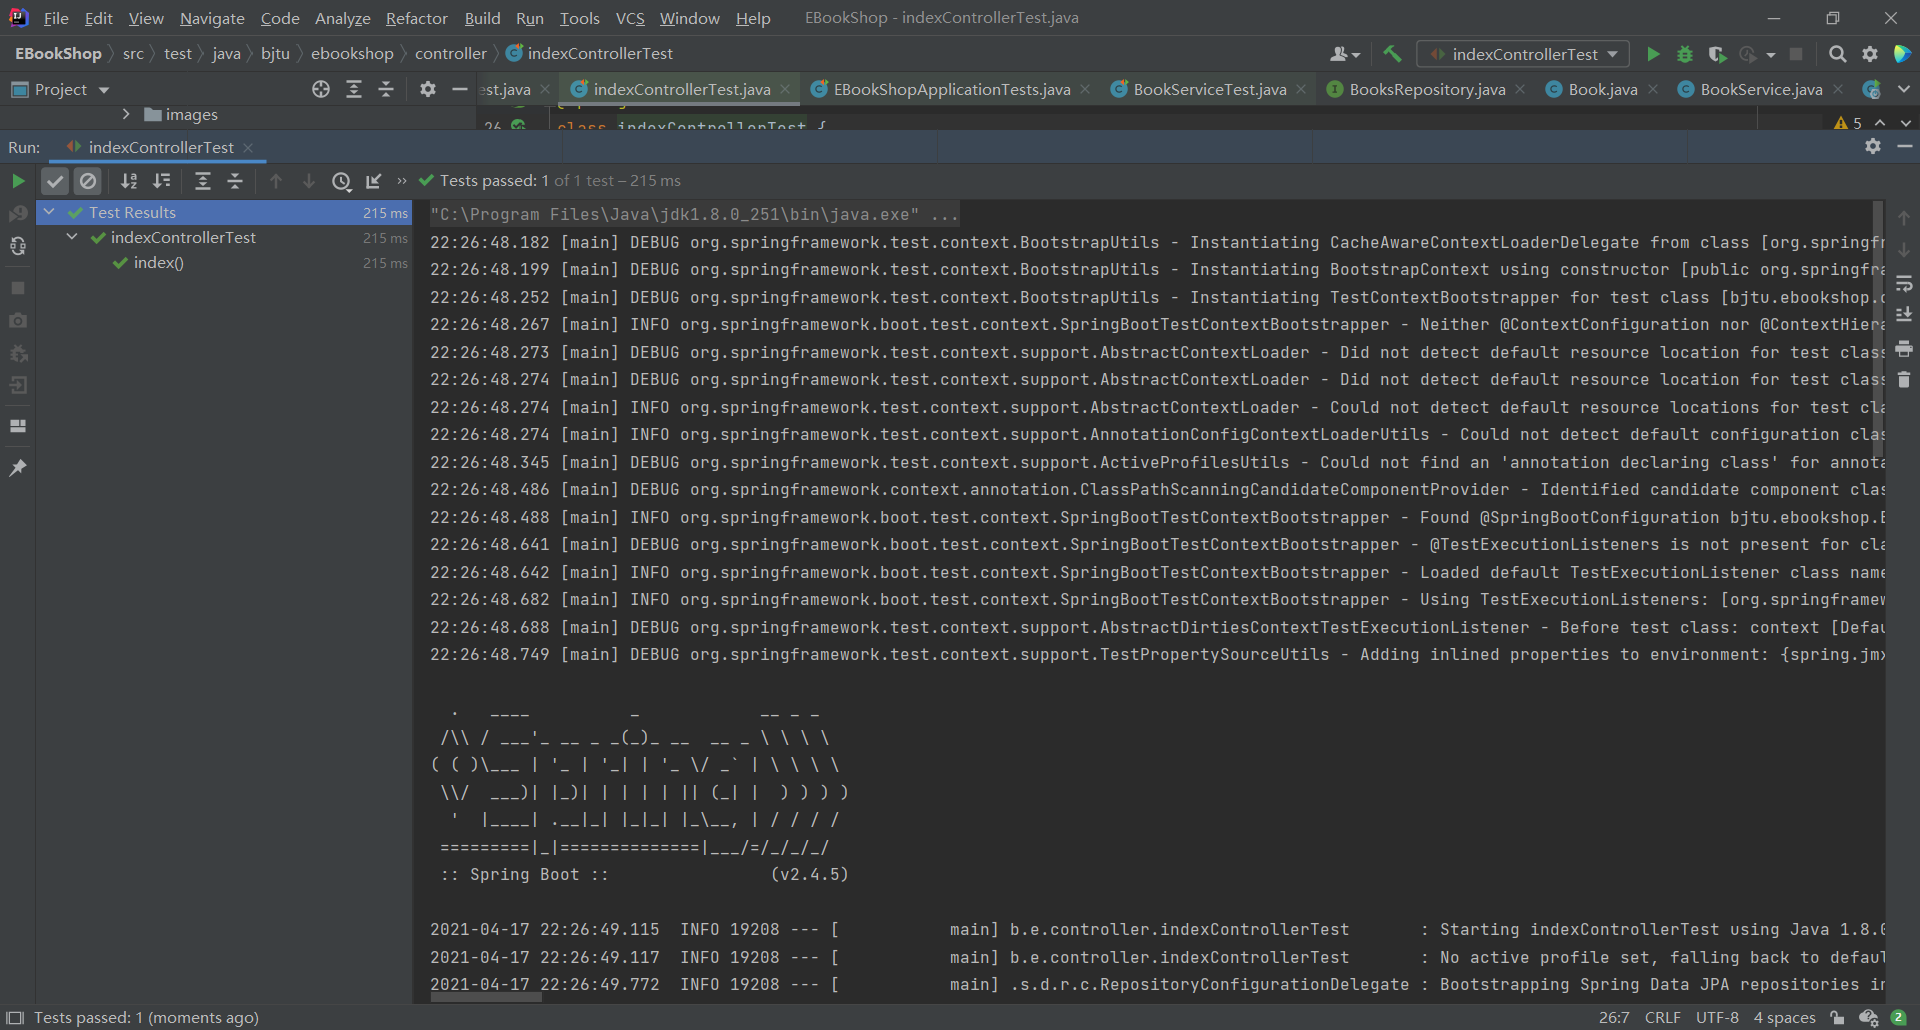 File Edit View Navigate Code Analyze Refactor Build Run Tools VCS Window Help EBookShop - indexControllerTest.java
EBookShop src test java bjtu ebookshop controller indexControllerTest indexControllerTest
Project est.java indexControllerTest.java EBookShopApplicationTests.java BookServiceTest.java BooksRepository.java Book.java BookService.java
images
26 class indexControllerTest { 5
Run: indexControllerTest
Tests passed: 1 of 1 test – 215 ms
Test Results 215 ms
indexControllerTest 215 ms
index() 215 ms
"C:\Program Files\Java\jdk1.8.0_251\bin\java.exe" ...
22:26:48.182 [main] DEBUG org.springframework.test.context.BootstrapUtils - Instantiating CacheAwareContextLoaderDelegate from class [org.springfr
22:26:48.199 [main] DEBUG org.springframework.test.context.BootstrapUtils - Instantiating BootstrapContext using constructor [public org.springfra
22:26:48.252 [main] DEBUG org.springframework.test.context.BootstrapUtils - Instantiating TestContextBootstrapper for test class [bjtu.ebookshop.c
22:26:48.267 [main] INFO org.springframework.boot.test.context.SpringBootTestContextBootstrapper - Neither @ContextConfiguration nor @ContextHiera
22:26:48.273 [main] DEBUG org.springframework.test.context.support.AbstractContextLoader - Did not detect default resource location for test class
22:26:48.274 [main] DEBUG org.springframework.test.context.support.AbstractContextLoader - Did not detect default resource location for test class
22:26:48.274 [main] INFO org.springframework.test.context.support.AbstractContextLoader - Could not detect default resource locations for test cla
22:26:48.274 [main] INFO org.springframework.test.context.support.AnnotationConfigContextLoaderUtils - Could not detect default configuration clas
22:26:48.345 [main] DEBUG org.springframework.test.context.support.ActiveProfilesUtils - Could not find an 'annotation declaring class' for annota
22:26:48.486 [main] DEBUG org.springframework.context.annotation.ClassPathScanningCandidateComponentProvider - Identified candidate component clas
22:26:48.488 [main] INFO org.springframework.boot.test.context.SpringBootTestContextBootstrapper - Found @SpringBootConfiguration bjtu.ebookshop.E
22:26:48.641 [main] DEBUG org.springframework.boot.test.context.SpringBootTestContextBootstrapper - @TestExecutionListeners is not present for cla
22:26:48.642 [main] INFO org.springframework.boot.test.context.SpringBootTestContextBootstrapper - Loaded default TestExecutionListener class name
22:26:48.682 [main] INFO org.springframework.boot.test.context.SpringBootTestContextBootstrapper - Using TestExecutionListeners: [org.springframew
22:26:48.688 [main] DEBUG org.springframework.test.context.support.AbstractDirtiesContextTestExecutionListener - Before test class: context [Defau
22:26:48.749 [main] DEBUG org.springframework.test.context.support.TestPropertySourceUtils - Adding inlined properties to environment: {spring.jmx
  .   ____          _            __ _ _
 /\\ / ___'_ __ _ _(_)_ __  __ _ \ \ \ \
( ( )\___ | '_ | '_| | '_ \/ _` | \ \ \ \
 \\/  ___)| |_)| | | | | || (_| |  ) ) ) )
  '  |____| .__|_| |_|_| |_\__, | / / / /
 =========|_|==============|___/=/_/_/_/
 :: Spring Boot ::                (v2.4.5)
2021-04-17 22:26:49.115  INFO 19208 --- [           main] b.e.controller.indexControllerTest       : Starting indexControllerTest using Java 1.8.0
2021-04-17 22:26:49.117  INFO 19208 --- [           main] b.e.controller.indexControllerTest       : No active profile set, falling back to defaul
2021-04-17 22:26:49.772  INFO 19208 --- [           main] .s.d.r.c.RepositoryConfigurationDelegate : Bootstrapping Spring Data JPA repositories in
Tests passed: 1 (moments ago) 26:7 CRLF UTF-8 4 spaces 2